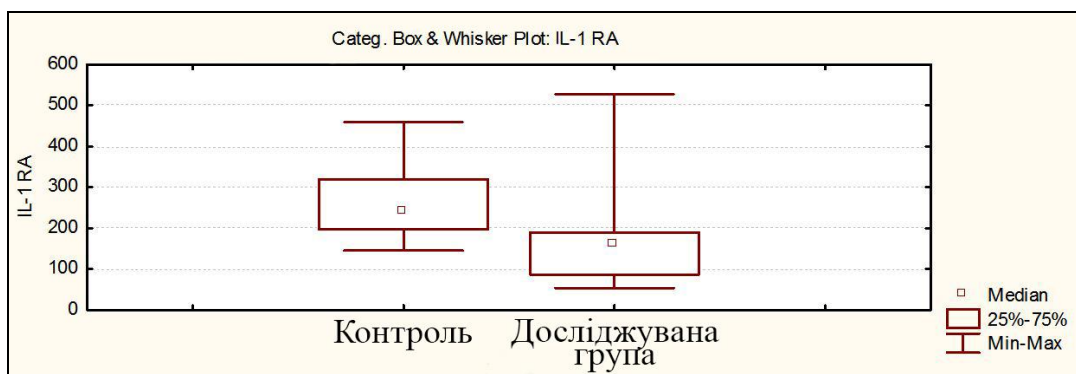 Categ. Box & Whisker Plot: IL-1 RA
600
500
400
300
200
100
0
IL-1 RA
Контроль
Досліджувана
група
Median
25%-75%
Min-Max